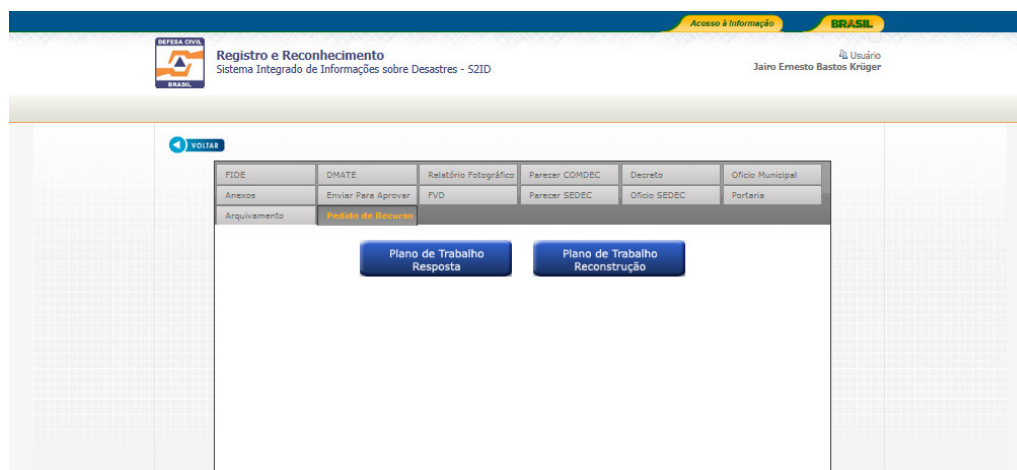 Acesso à Informação
BRASIL
DEFESA CIVIL
BRASIL
Registro e Reconhecimento
Sistema Integrado de Informações sobre Desastres - S2ID
Usuário
Jairo Ernesto Bastos Krüger
VOLTAR
FIDE DMATE Relatório Fotográfico Parecer COMDEC Decreto Oficio Municipal
Anexos Enviar Para Aprovar FVD Parecer SEDEC Oficio SEDEC Portaria
Arquivamento Pedido de Recurso
Plano de Trabalho
Resposta
Plano de Trabalho
Reconstrução